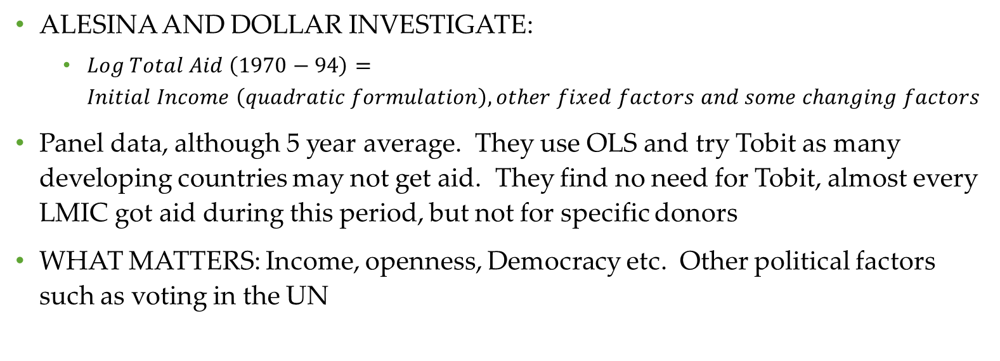 • ALESINA AND DOLLAR INVESTIGATE:
• Log Total Aid (1970 − 94) =
Initial Income (quadratic formulation), other fixed factors and some changing factors
• Panel data, although 5 year average.  They use OLS and try Tobit as many
developing countries may not get aid.  They find no need for Tobit, almost every
LMIC got aid during this period, but not for specific donors
• WHAT MATTERS: Income, openness, Democracy etc.  Other political factors
such as voting in the UN